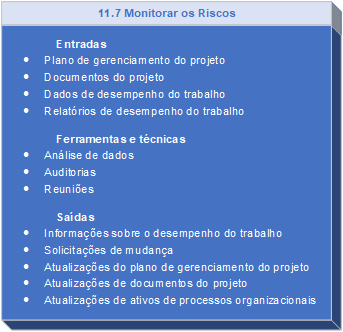 11.7 Monitorar os Riscos
Entradas
• Plano de gerenciamento do projeto
• Documentos do projeto
• Dados de desempenho do trabalho
• Relatórios de desempenho do trabalho
Ferramentas e técnicas
• Análise de dados
• Auditorias
• Reuniões
Saídas
• Informações sobre o desempenho do trabalho
• Solicitações de mudança
• Atualizações do plano de gerenciamento do projeto
• Atualizações de documentos do projeto
• Atualizações de ativos de processos organizacionais